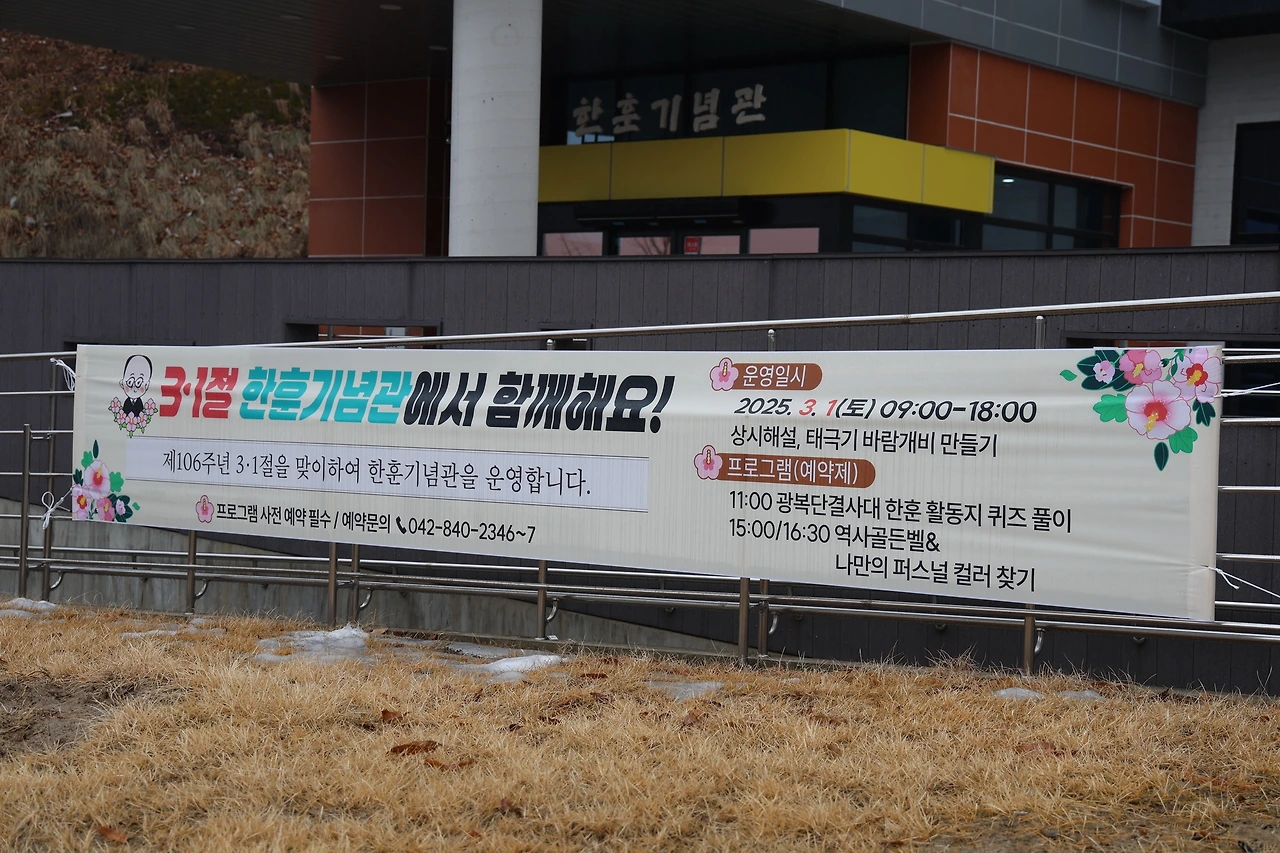 한훈기념관
3·1절 한훈기념관에서 함께해요!
제106주년 3·1절을 맞이하여 한훈기념관을 운영합니다.
프로그램 사전 예약 필수 / 예약문의 042-840-2346~7
운영일시
2025. 3. 1(토) 09:00-18:00
상시해설, 태극기 바람개비 만들기
프로그램(예약제)
11:00 광복단결사대 한훈 활동지 퀴즈 풀이
15:00/16:30 역사골든벨&
나만의 퍼스널 컬러 찾기